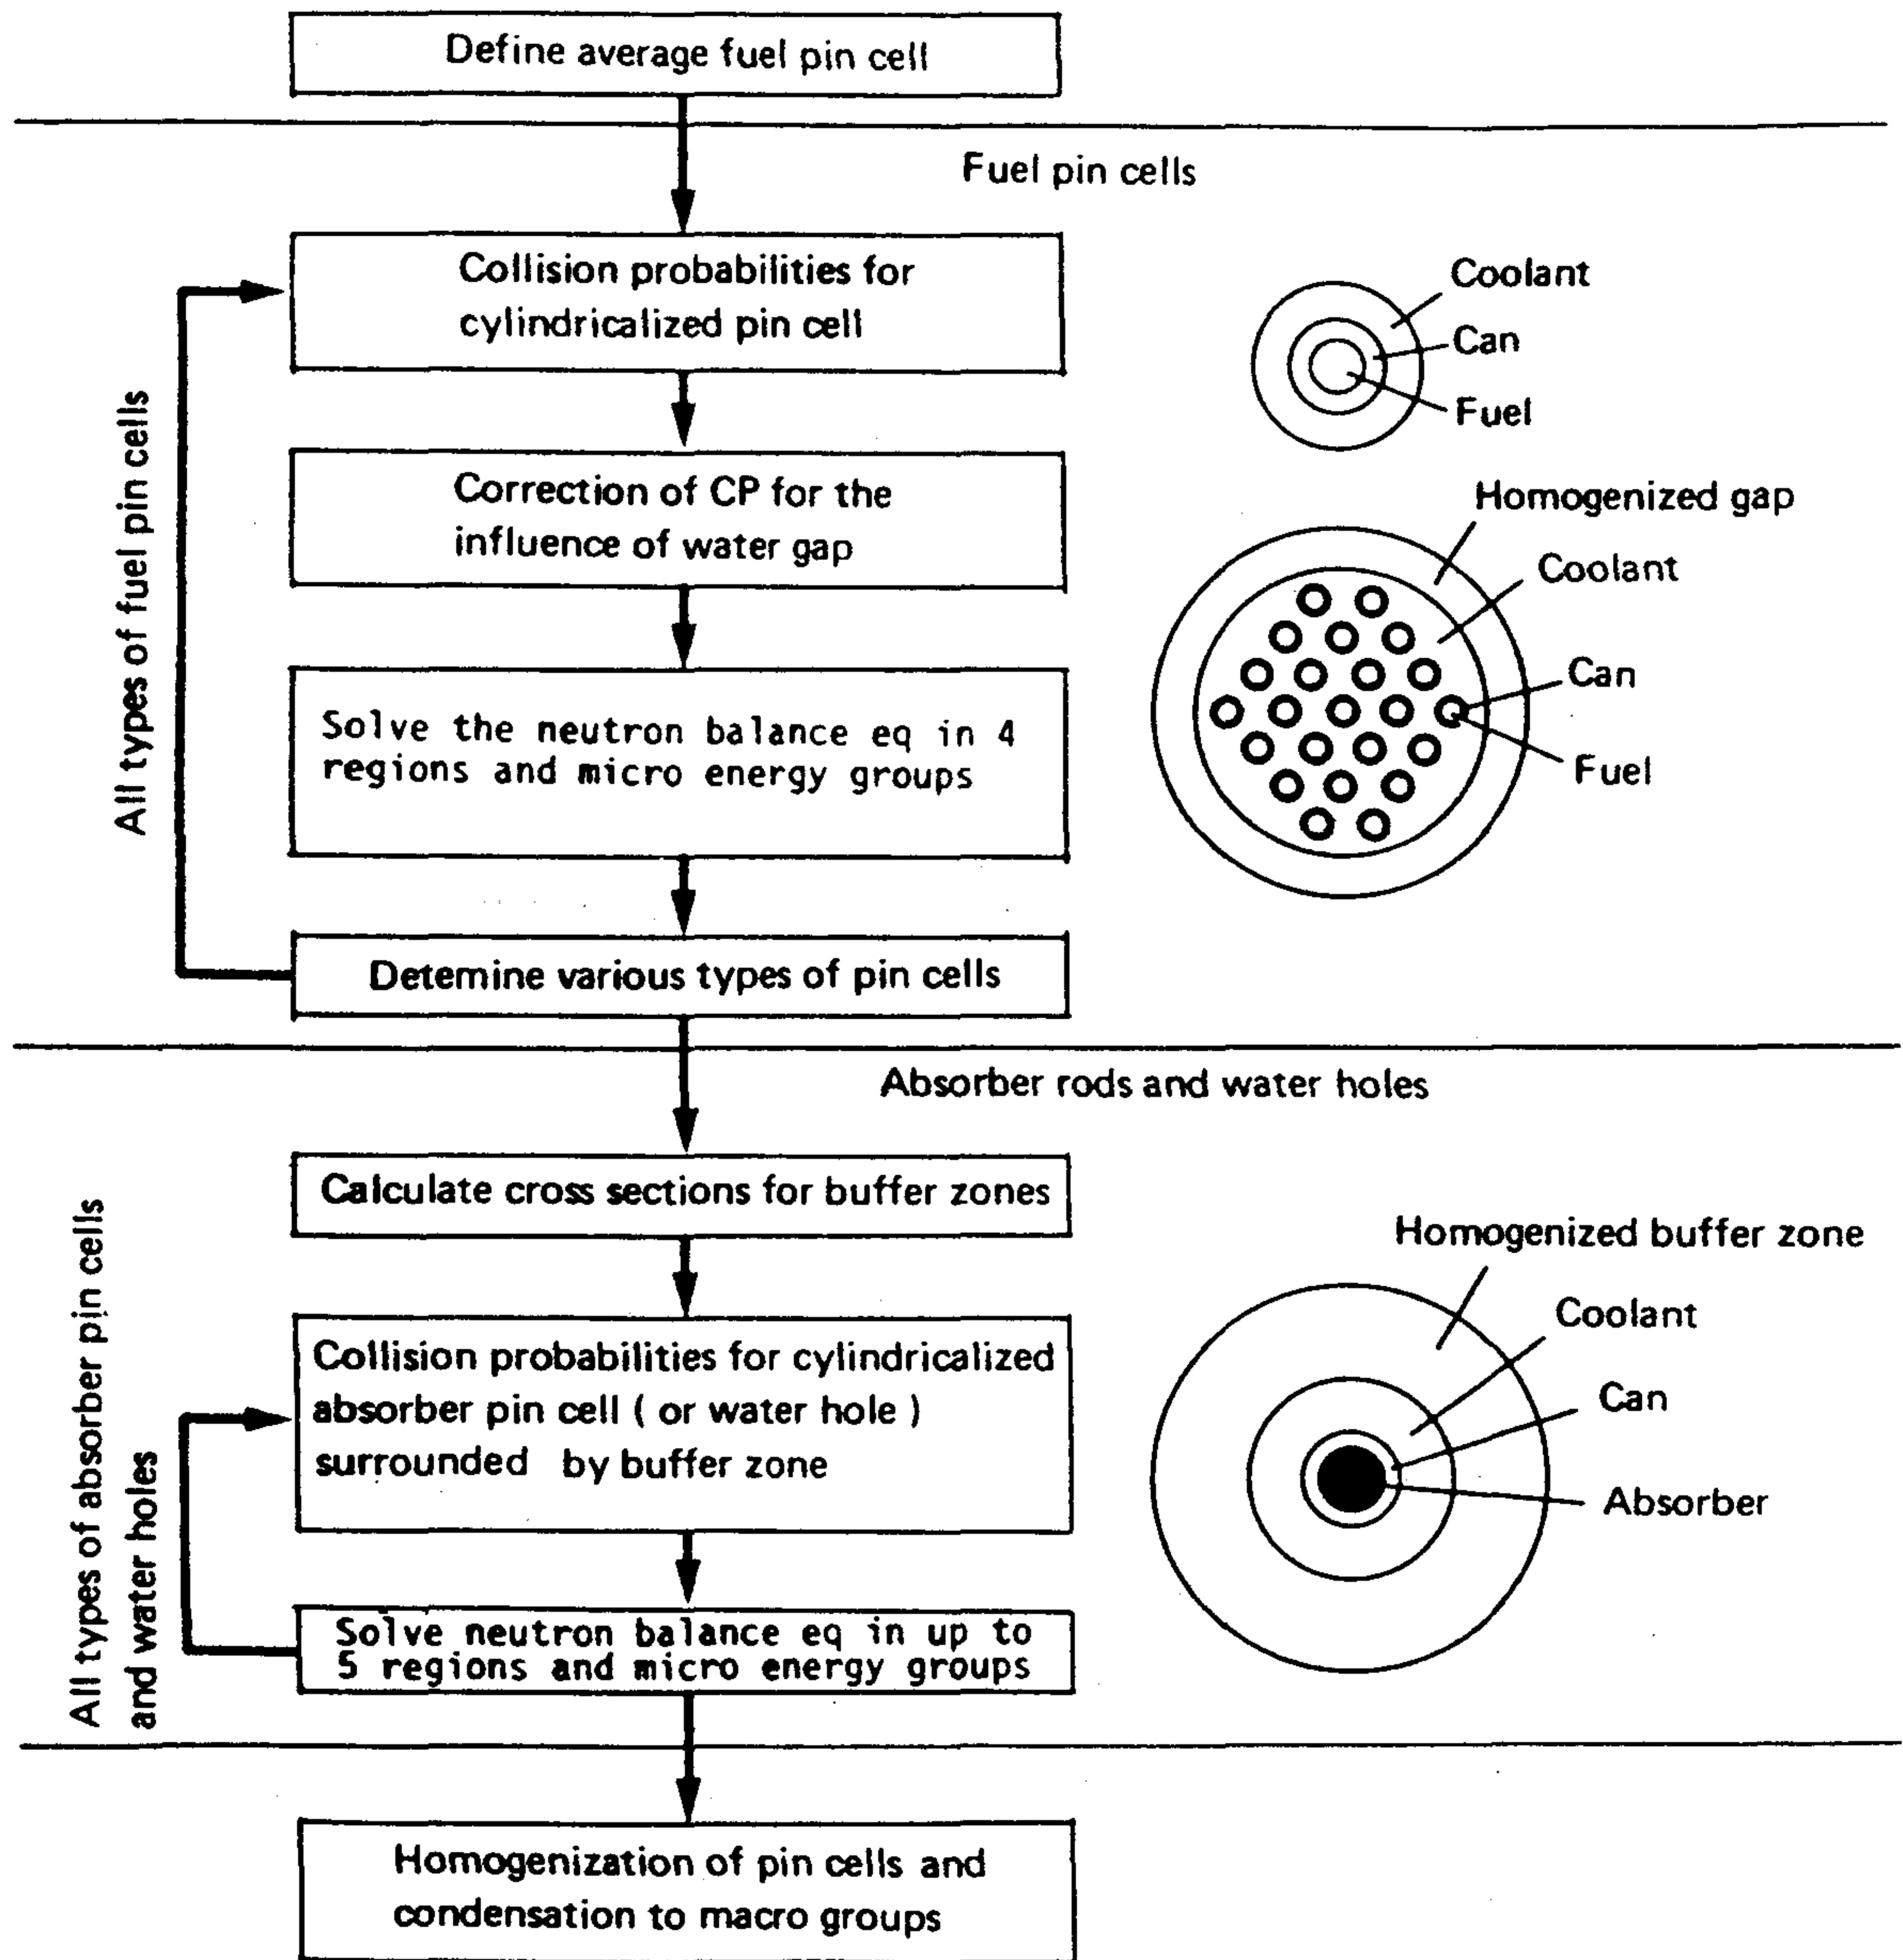 Define average fuel pin cell
Fuel pin cells
Collision probabilities for
cylindricalized pin cell
Coolant
Can
Fuel
All types of fuel pin cells
Correction of CP for the
influence of water gap
Homogenized gap
Coolant
Can
Fuel
Solve the neutron balance eq in 4
regions and micro energy groups
Detemine various types of pin cells
Absorber rods and water holes
Calculate cross sections for buffer zones
All types of absorber pin cells
and water holes
Collision probabilities for cylindricalized
absorber pin cell ( or water hole )
surrounded by buffer zone
Homogenized buffer zone
Coolant
Can
Absorber
Solve neutron balance eq in up to
5 regions and micro energy groups
Homogenization of pin cells and
condensation to macro groups